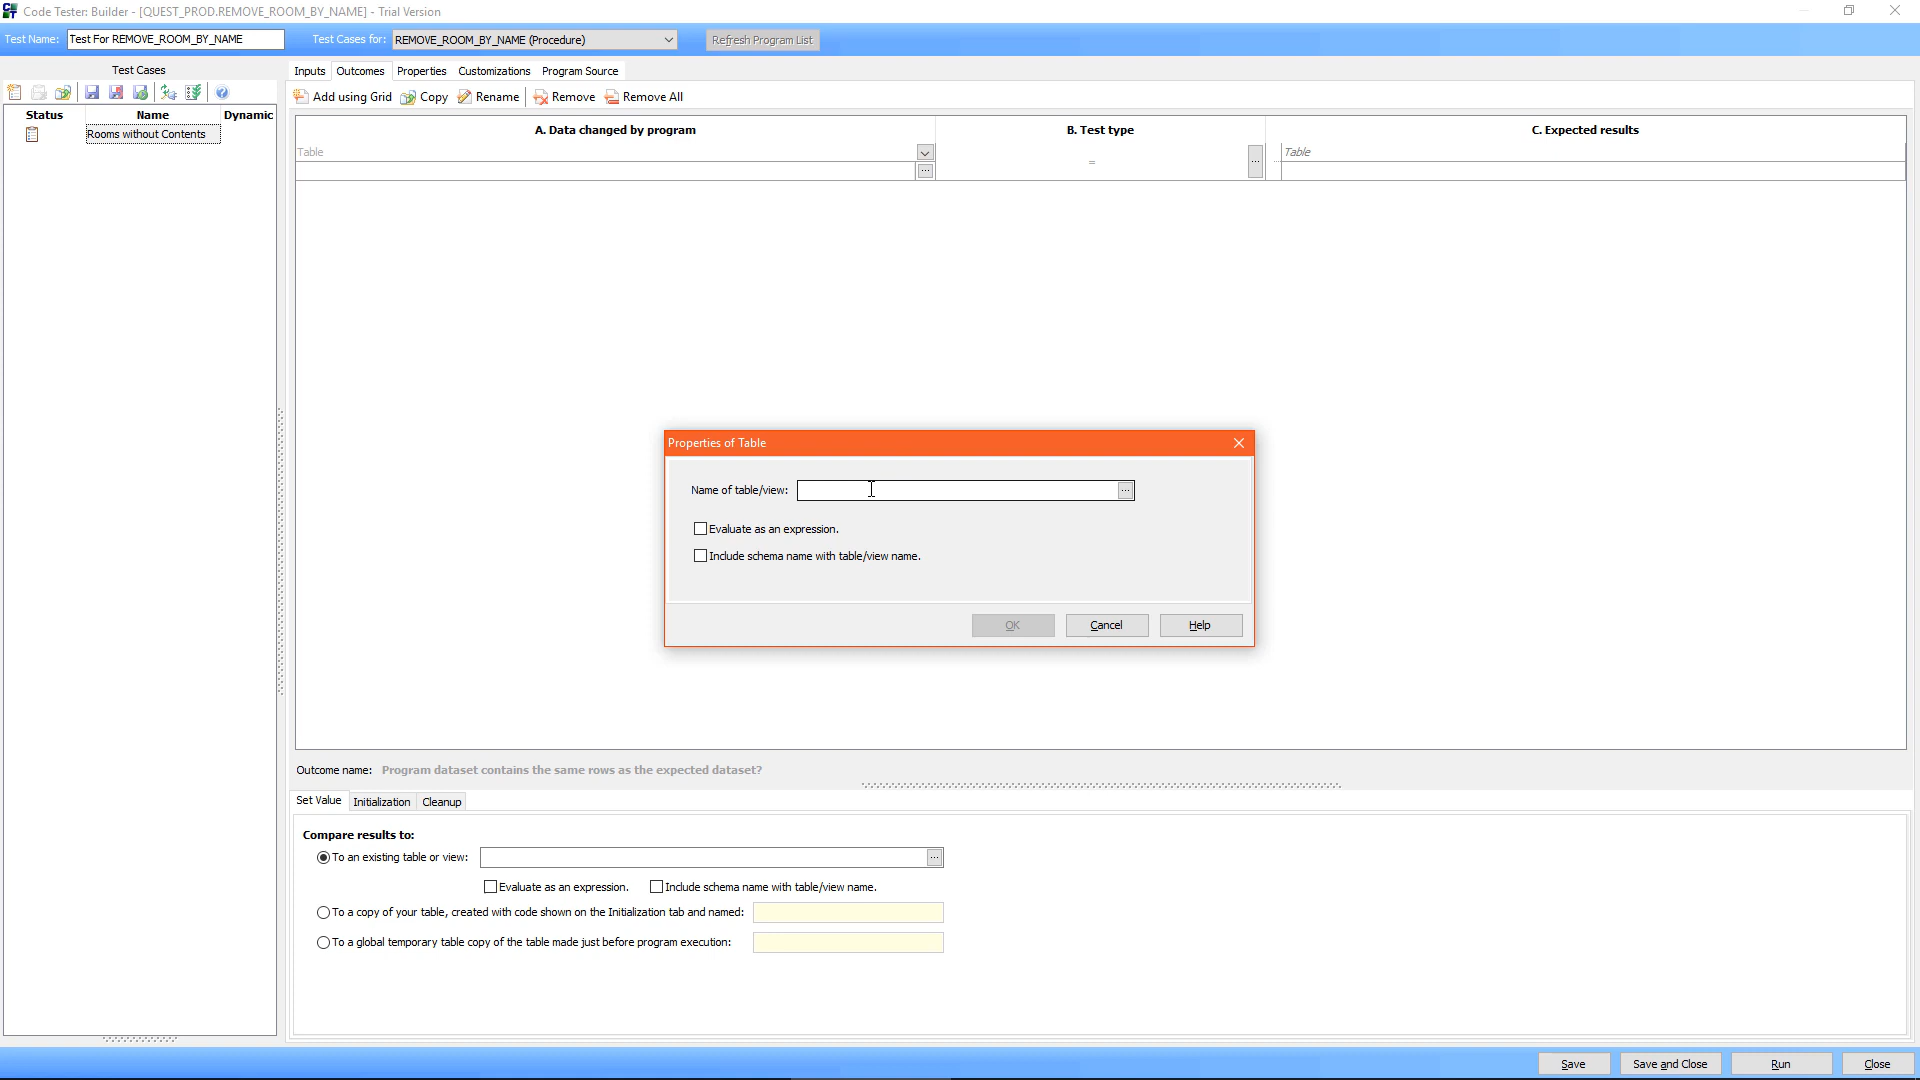 Code Tester: Builder - [QUEST_PROD.REMOVE_ROOM_BY_NAME] - Trial Version
Test Name: Test For REMOVE_ROOM_BY_NAME Test Cases for: REMOVE_ROOM_BY_NAME (Procedure) Refresh Program List
Test Cases
Inputs Outcomes Properties Customizations Program Source
Add using Grid Copy Rename Remove Remove All
Status Name Dynamic
Rooms without Contents
A. Data changed by program B. Test type C. Expected results
Table = Table
Properties of Table
Name of table/view:
Evaluate as an expression.
Include schema name with table/view name.
OK Cancel Help
Outcome name: Program dataset contains the same rows as the expected dataset?
Set Value Initialization Cleanup
Compare results to:
To an existing table or view:
Evaluate as an expression. Include schema name with table/view name.
To a copy of your table, created with code shown on the Initialization tab and named:
To a global temporary table copy of the table made just before program execution:
Save Save and Close Run Close